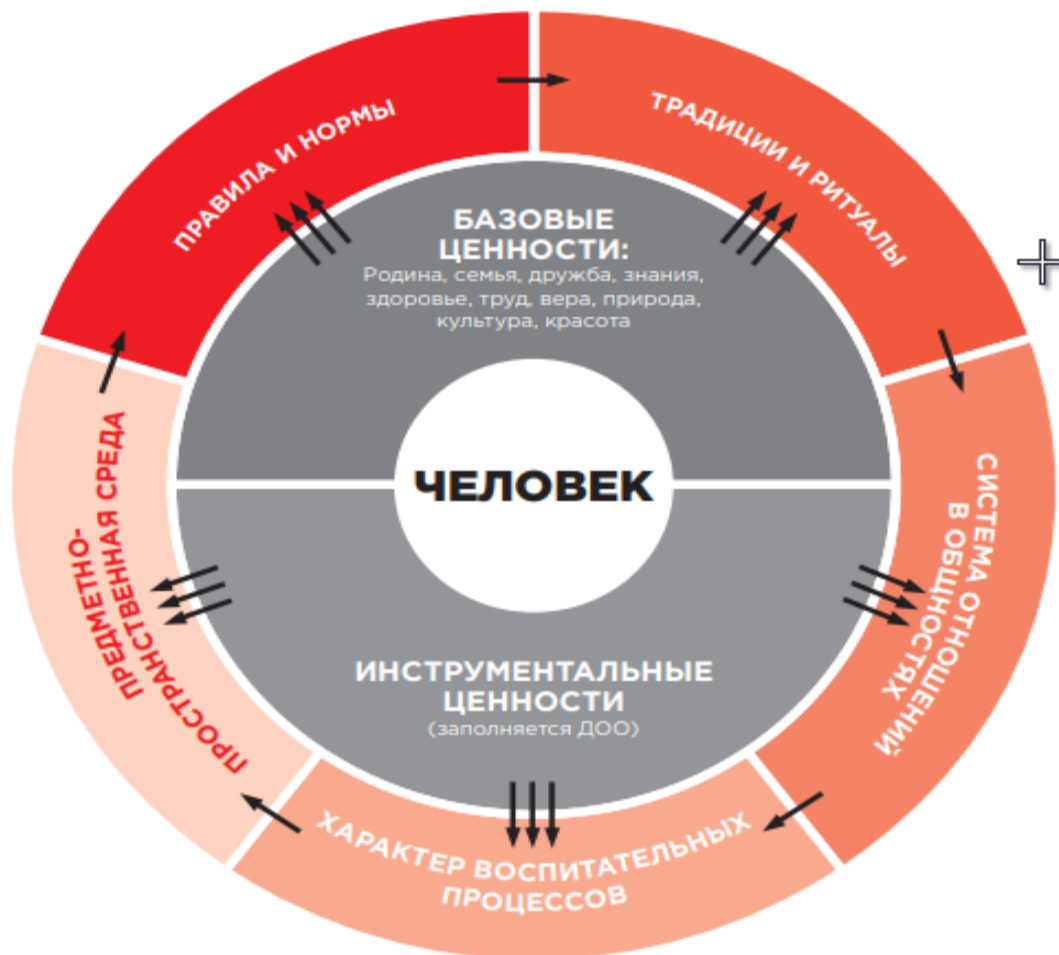 ПРАВИЛА И НОРМЫ
ТРАДИЦИИ И РИТУАЛЫ
БАЗОВЫЕ
ЦЕННОСТИ:
Родина, семья, дружба, знания,
здоровье, труд, вера, природа,
культура, красота
ЧЕЛОВЕК
СИСТЕМА ОТНОШЕНИЙ
В ОБЩНОСТЯХ
ПРЕДМЕТНО-
ПРОСТРАНСТВЕННАЯ СРЕДА
ИНСТРУМЕНТАЛЬНЫЕ
ЦЕННОСТИ
(заполняется ДОО)
ХАРАКТЕР ВОСПИТАТЕЛЬНЫХ
ПРОЦЕССОВ